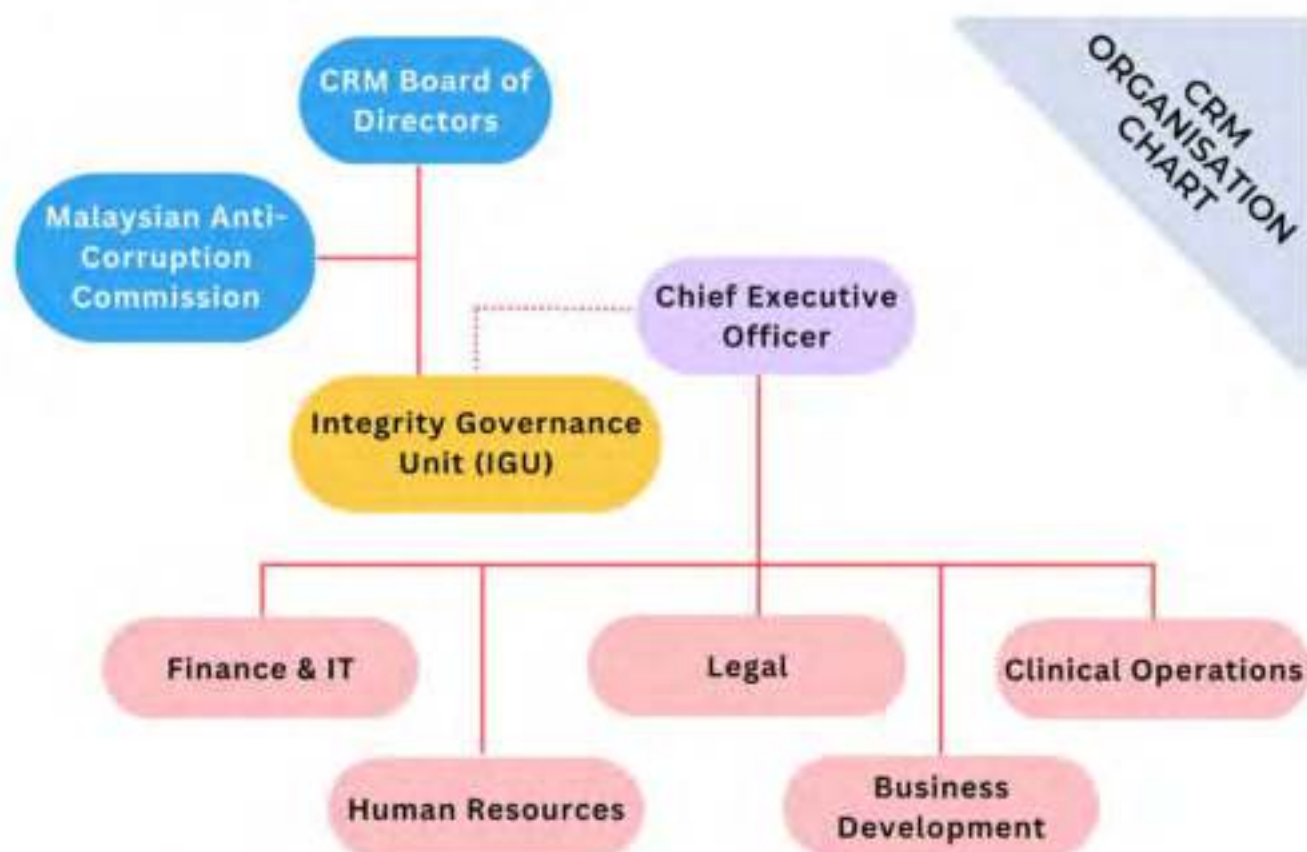 CRM
ORGANISATION
CHART
CRM Board of
Directors
Malaysian Anti-
Corruption
Commission
Chief Executive
Officer
Integrity Governance
Unit (IGU)
Finance & IT
Legal
Clinical Operations
Human Resources
Business
Development